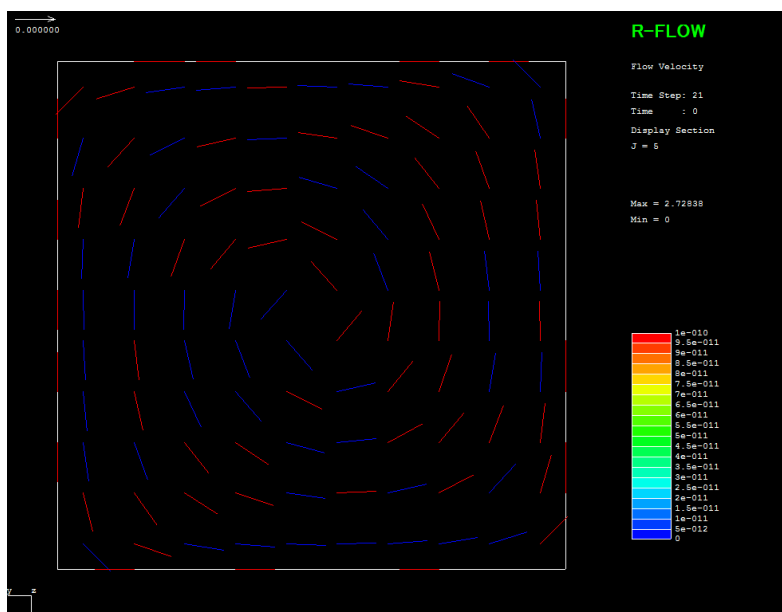 0.000000
R-FLOW
Flow Velocity
Time Step: 21
Time : 0
Display Section
J = 5
Max = 2.72838
Min = 0
1e-010
9.5e-011
9e-011
8.5e-011
8e-011
7.5e-011
7e-011
6.5e-011
6e-011
5.5e-011
5e-011
4.5e-011
4e-011
3.5e-011
3e-011
2.5e-011
2e-011
1.5e-011
1e-011
5e-012
0
y z